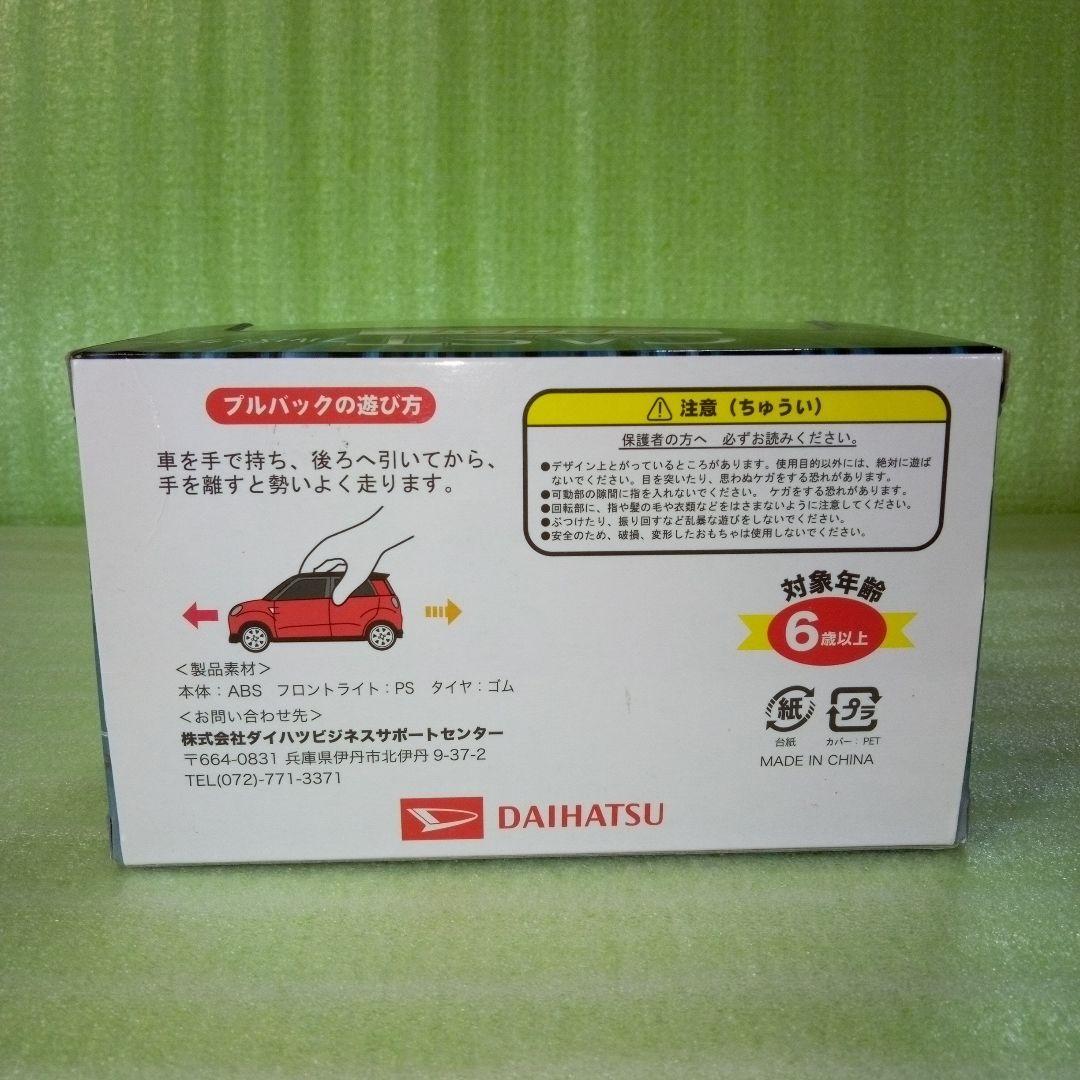 CAST
プルバックの遊び方
車を手で持ち、後ろへ引いてから、
手を離すと勢いよく走ります。
<製品素材>
本体：ABS フロントライト：PS タイヤ：ゴム
<お問い合わせ先>
株式会社ダイハツビジネスサポートセンター
〒664-0831 兵庫県伊丹市北伊丹 9-37-2
TEL(072)-771-3371
注意（ちゅうい）
保護者の方へ 必ずお読みください。
●デザイン上とがっているところがあります。使用目的以外には、絶対に遊ば
ないでください。目を突いたり、思わぬケガをする恐れがあります。
●可動部の隙間に指を入れないでください。 ケガをする恐れがあります。
●回転部に、指や髪の毛や衣類などをはさまないように注意してください。
●ぶつけたり、振り回すなど乱暴な遊びをしないでください。
●安全のため、破損、変形したおもちゃは使用しないでください。
対象年齢
6歳以上
紙
プラ
台紙
カバー：PET
MADE IN CHINA
DAIHATSU